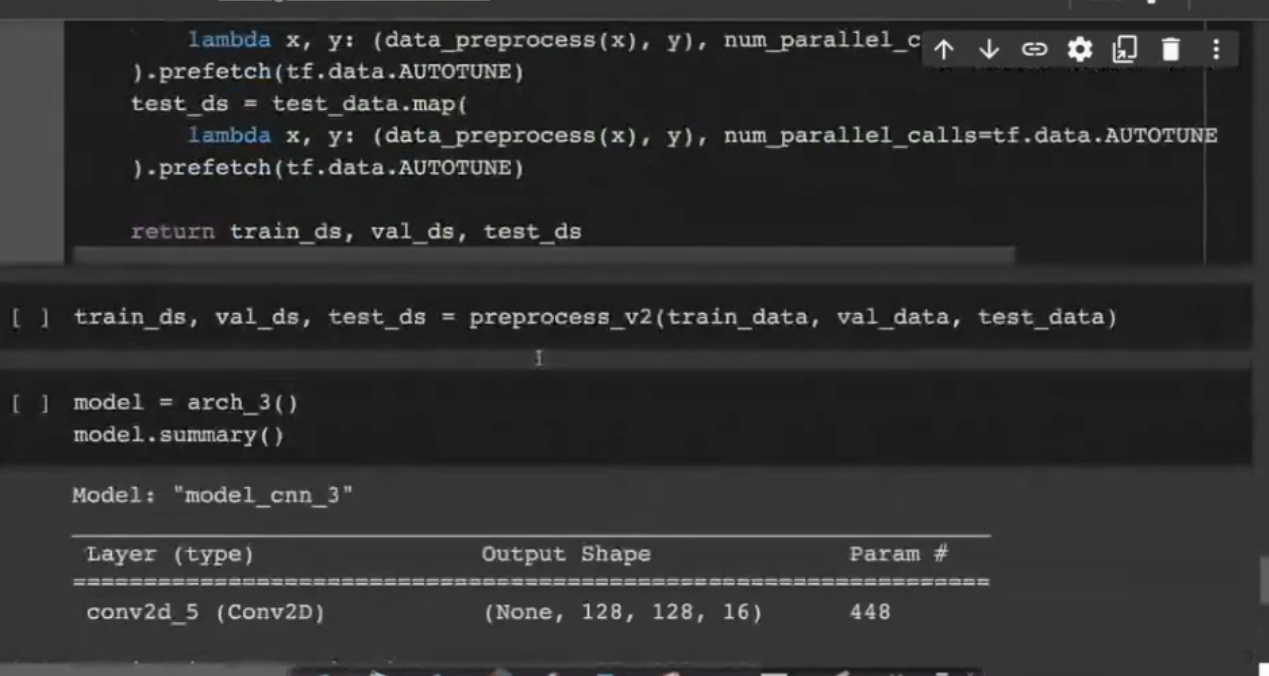 lambda x, y: (data_preprocess(x), y), num_parallel_c
).prefetch(tf.data.AUTOTUNE)
test_ds = test_data.map(
lambda x, y: (data_preprocess(x), y), num_parallel_calls=tf.data.AUTOTUNE
).prefetch(tf.data.AUTOTUNE)
return train_ds, val_ds, test_ds
[ ] train_ds, val_ds, test_ds = preprocess_v2(train_data, val_data, test_data)
[ ] model = arch_3()
model.summary()
Model: "model_cnn_3"
Layer (type) Output Shape Param #
=================================================================
conv2d_5 (Conv2D) (None, 128, 128, 16) 448